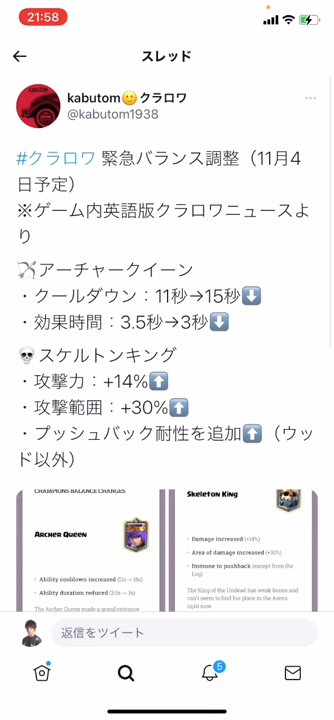 21:58
スレッド
kabutom🙂クラロワ
@kabutom1938
#クラロワ 緊急バランス調整（11月4
日予定）
※ゲーム内英語版クラロワニュースよ
り
🏹アーチャークイーン
・クールダウン：11秒→15秒⬇️
・効果時間：3.5秒→3秒⬇️
💀スケルトンキング
・攻撃力：+14%⬆️
・攻撃範囲：+30%⬆️
・プッシュバック耐性を追加⬆️（ウッ
ド以外）
CHAMPIONS BALANCE CHANGES
Archer Queen
• Ability cooldown increased (11s → 15s)
• Ability duration reduced (3.5s → 3s)
The Archer Queen made a grand entrance
Skeleton King
• Damage increased (+14%)
• Area of damage increased (+30%)
• Immune to pushback (except from the
Log)
The King of the Undead has weak bones and
can't seem to find his place in the Arena
right now
返信をツイート
5